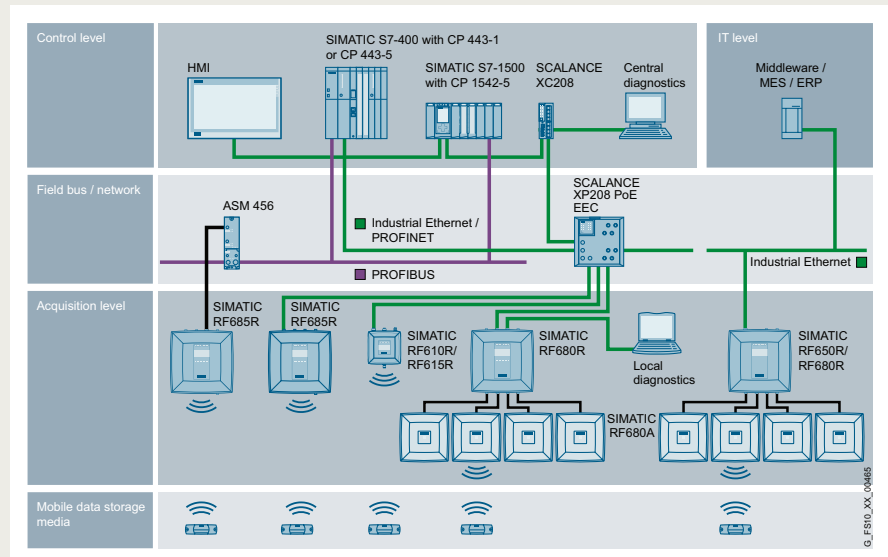 Control level
HMI
SIMATIC S7-400 with CP 443-1
or CP 443-5
SIMATIC S7-1500
with CP 1542-5
SCALANCE
XC208
Central
diagnostics
IT level
Middleware /
MES / ERP
Field bus / network
ASM 456
Industrial Ethernet /
PROFINET
PROFIBUS
SCALANCE
XP208 PoE
EEC
Industrial Ethernet
Acquisition level
SIMATIC
RF685R
SIMATIC
RF685R
SIMATIC
RF610R/
RF615R
SIMATIC
RF680R
Local
diagnostics
SIMATIC
RF650R/
RF680R
SIMATIC
RF680A
Mobile data storage
media
G_FS10_XX_00465